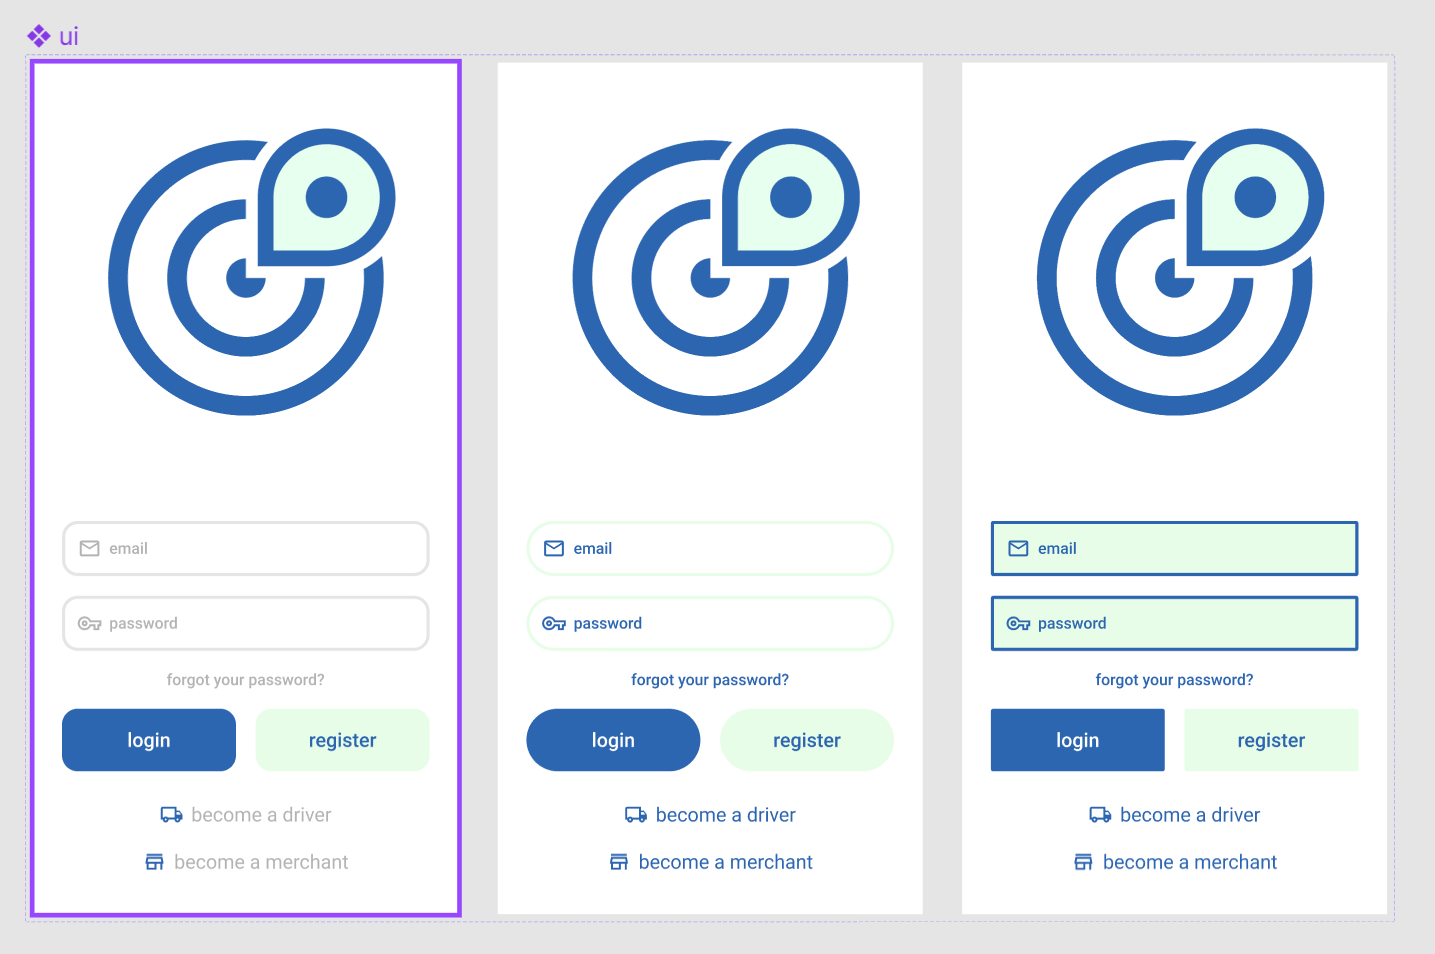 ui
email
password
forgot your password?
login
register
become a driver
become a merchant
email
password
forgot your password?
login
register
become a driver
become a merchant
email
password
forgot your password?
login
register
become a driver
become a merchant